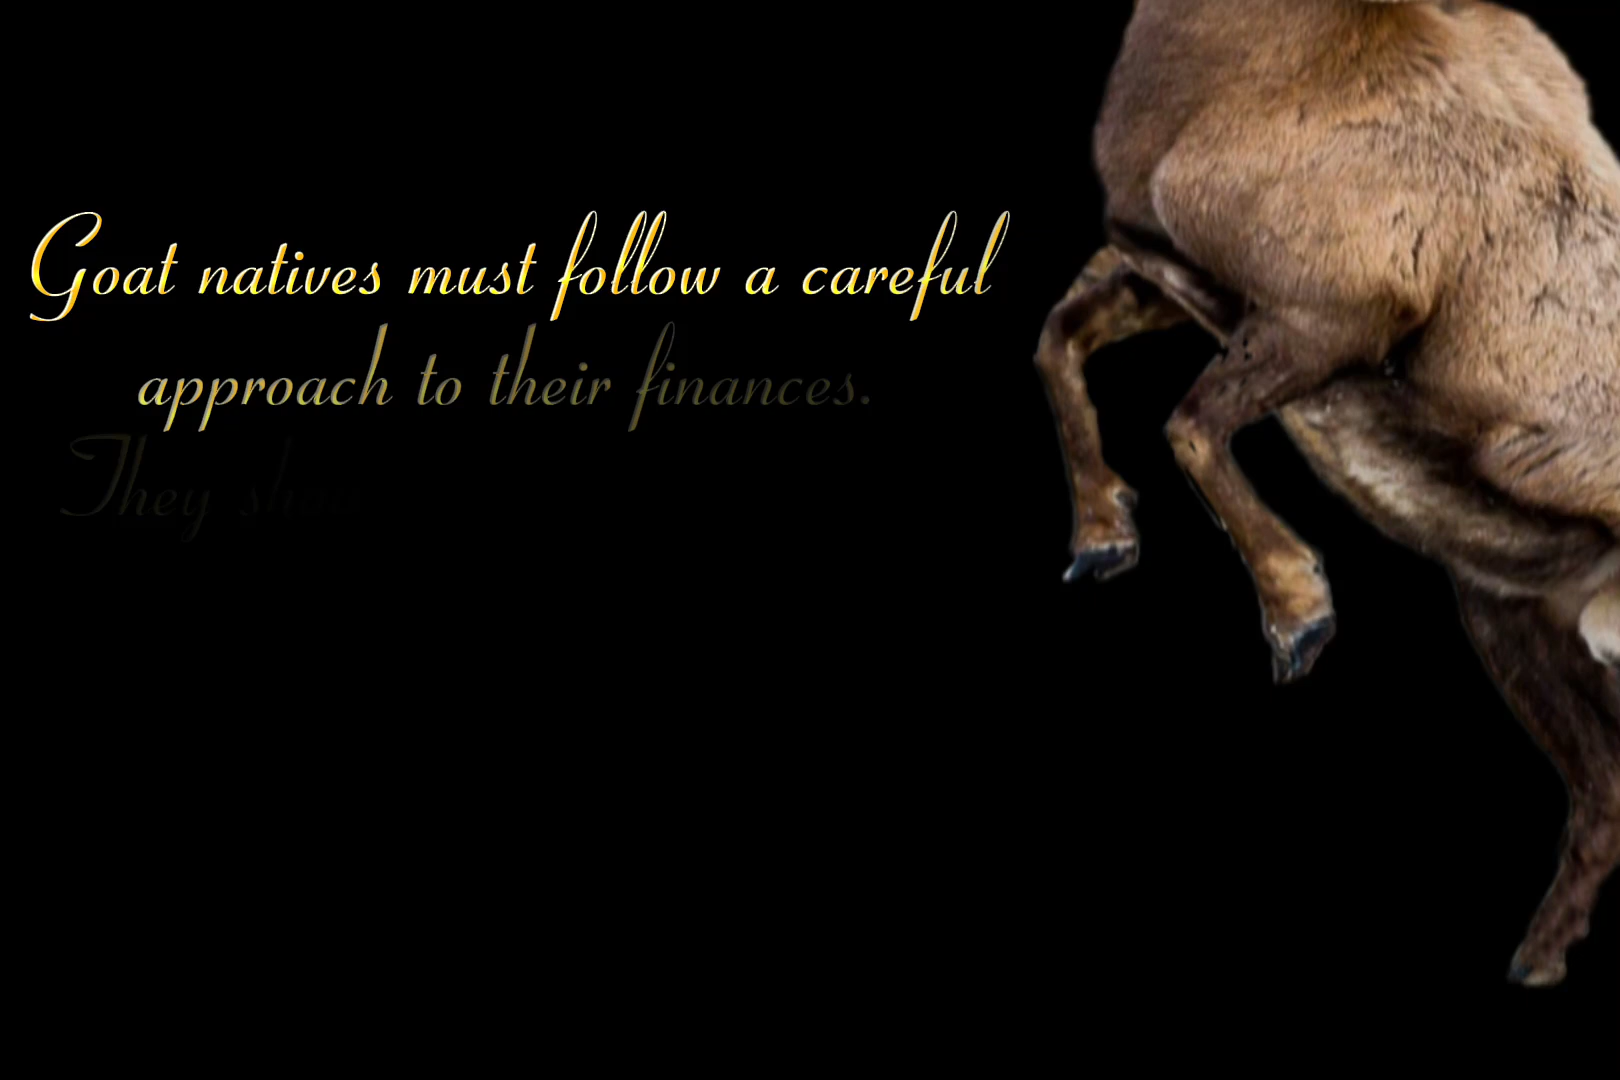 Goat natives must follow a careful
approach to their finances.
They